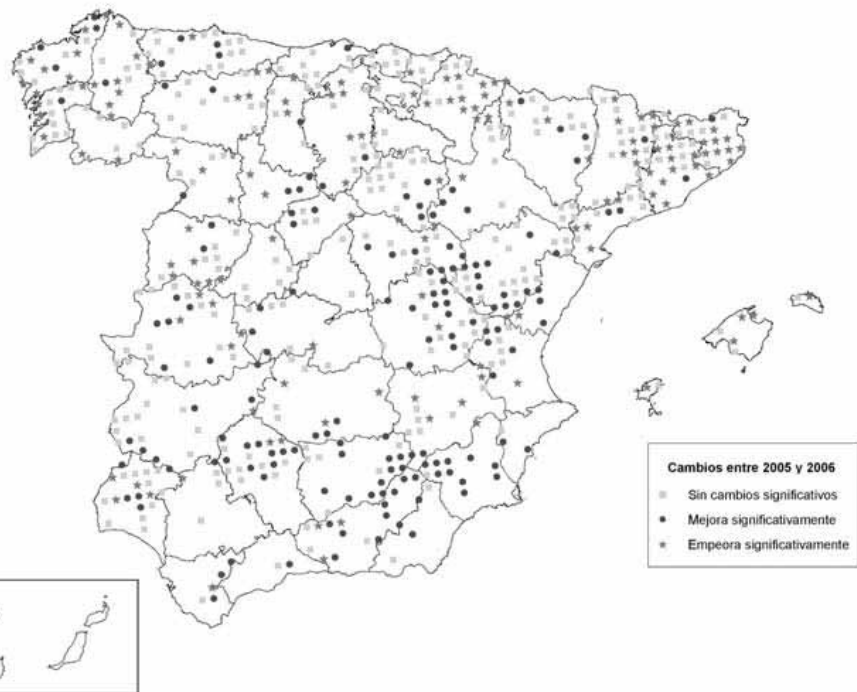 Cambios entre 2005 y 2006
Sin cambios significativos
Mejora significativamente
Empeora significativamente